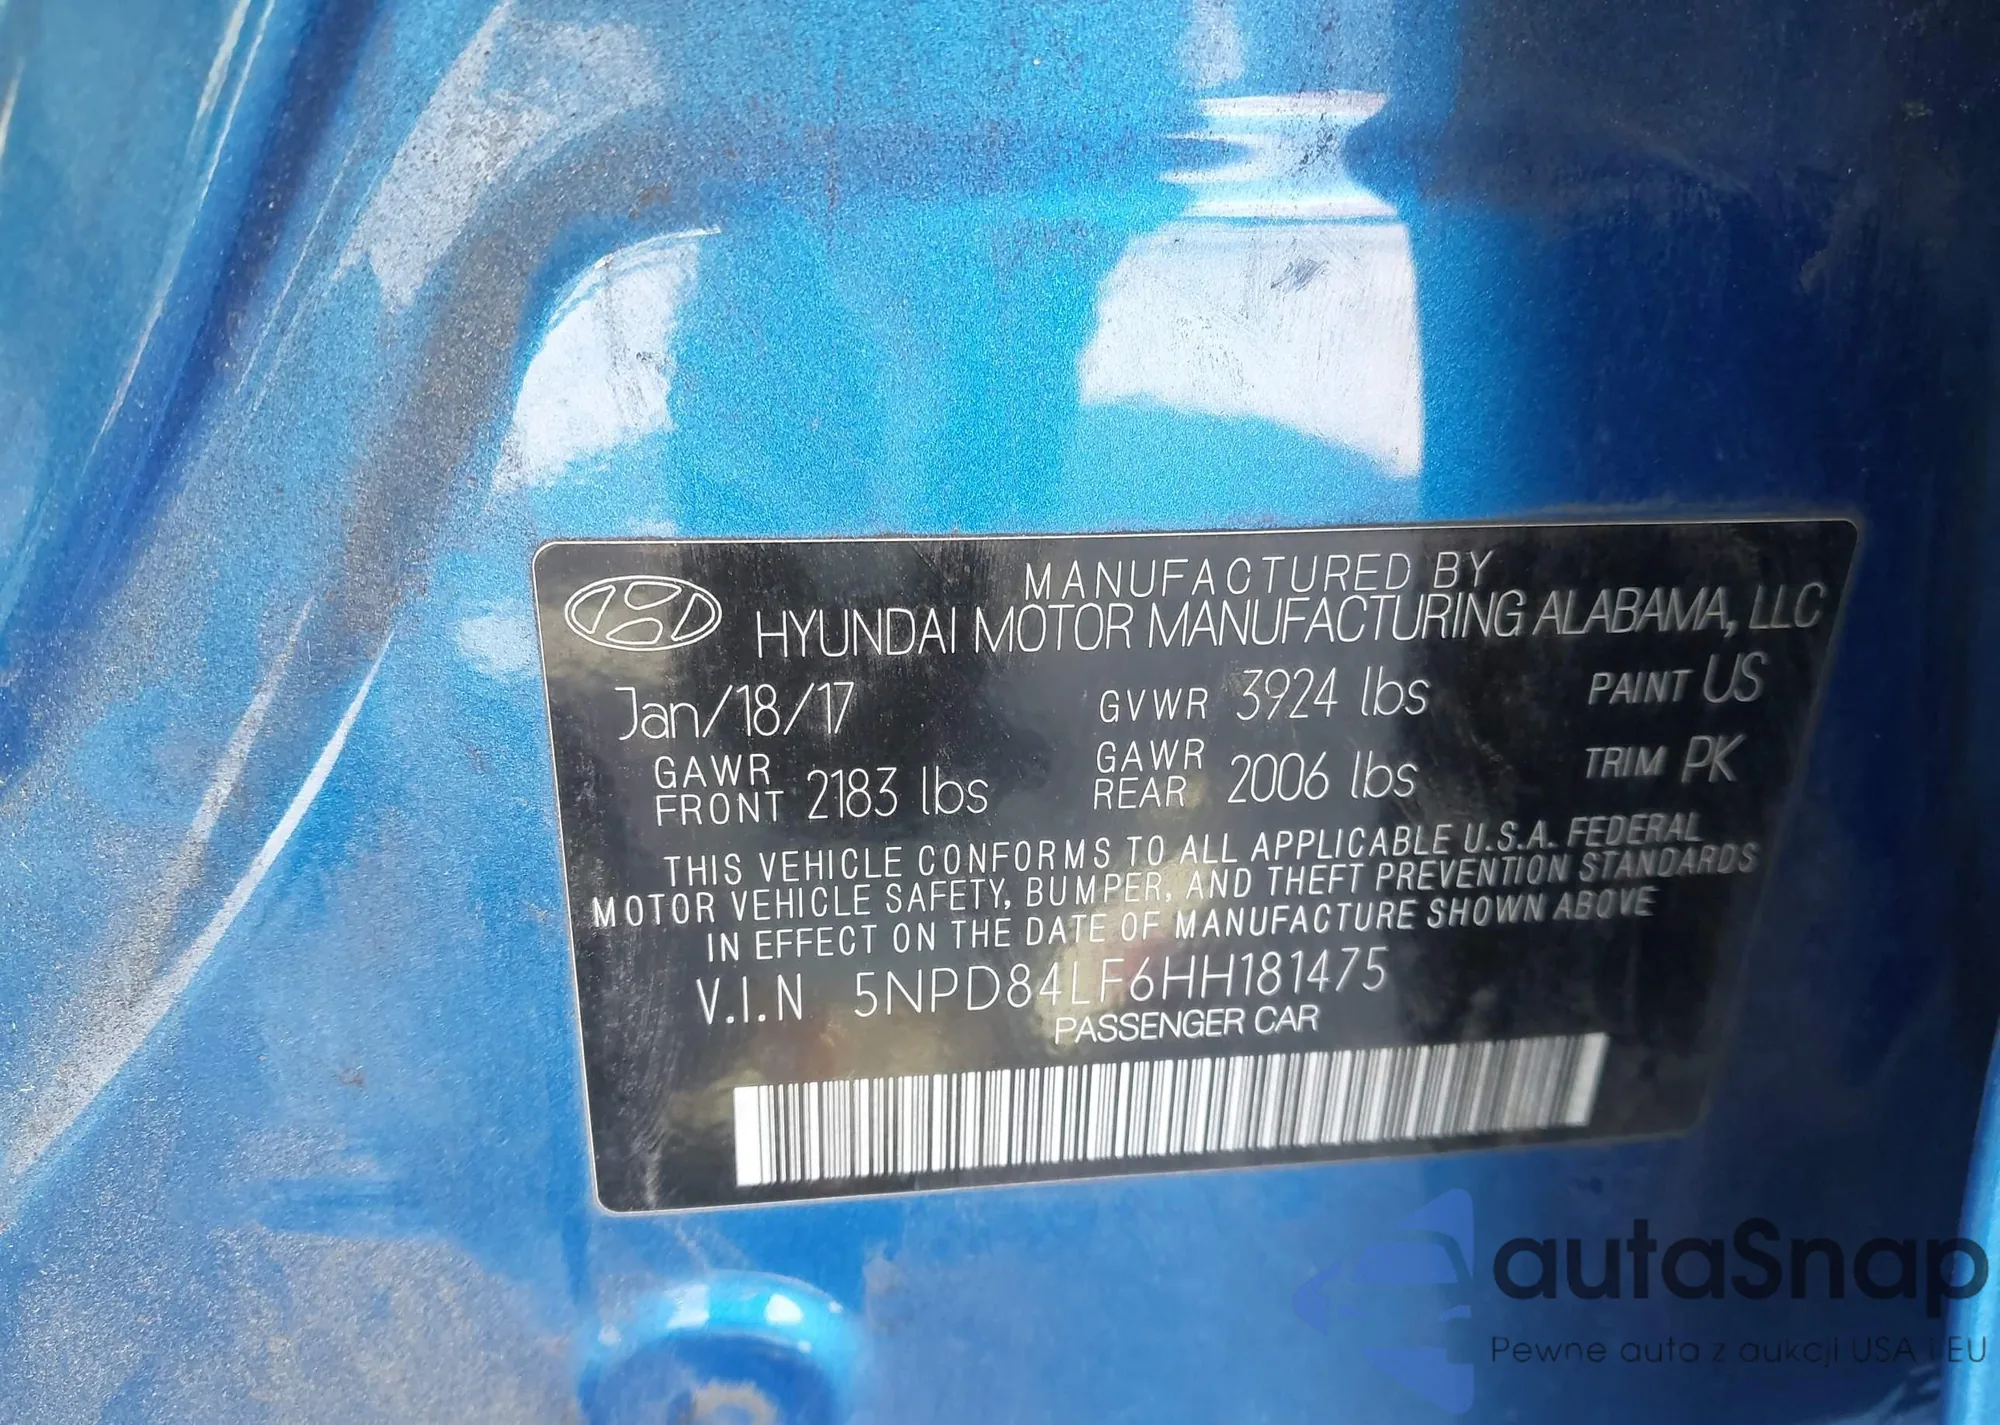 MANUFACTURED BY
HYUNDAI MOTOR MANUFACTURING ALABAMA, LLC
Jan/18/17 GVWR 3924 lbs PAINT US
GAWR FRONT 2183 lbs GAWR REAR 2006 lbs TRIM PK
THIS VEHICLE CONFORMS TO ALL APPLICABLE U.S.A. FEDERAL
MOTOR VEHICLE SAFETY, BUMPER, AND THEFT PREVENTION STANDARDS
IN EFFECT ON THE DATE OF MANUFACTURE SHOWN ABOVE
V.I.N 5NPD84LF6HH181475
PASSENGER CAR
autaSnap
Pewne auta z aukcji USA i EU